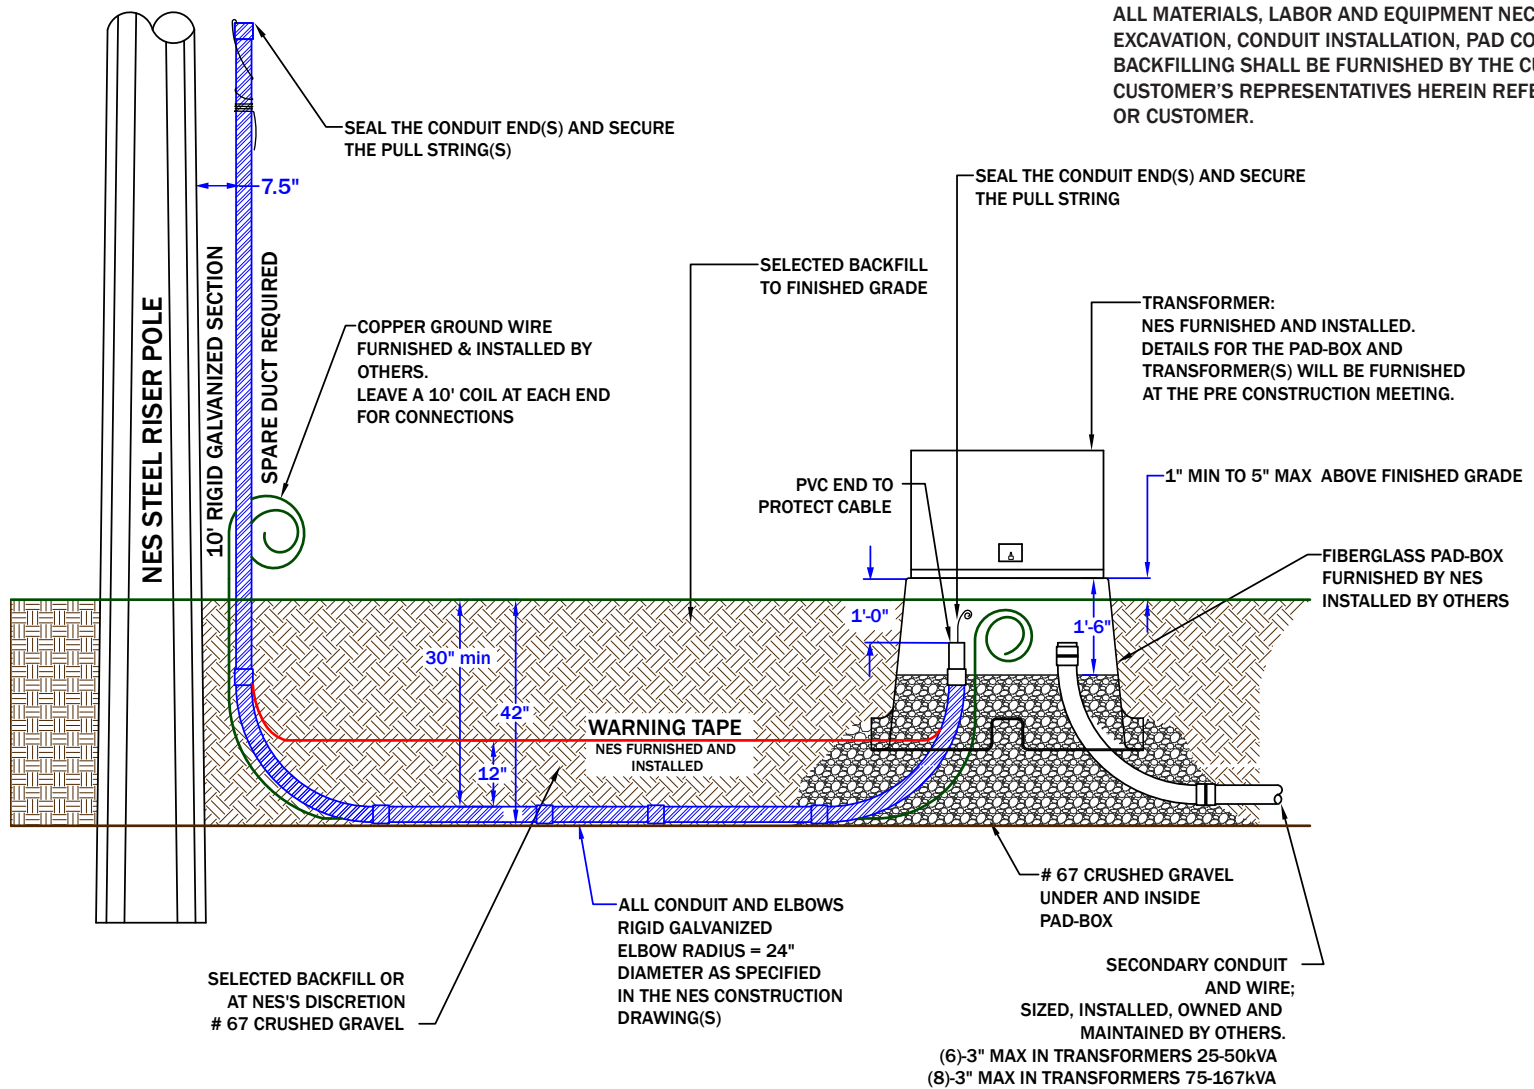 ALL MATERIALS, LABOR AND EQUIPMENT NEC
EXCAVATION, CONDUIT INSTALLATION, PAD CO
BACKFILLING SHALL BE FURNISHED BY THE CU
CUSTOMER'S REPRESENTATIVES HEREIN REFE
OR CUSTOMER.
SEAL THE CONDUIT END(S) AND SECURE
THE PULL STRING(S)
7.5"
SEAL THE CONDUIT END(S) AND SECURE
THE PULL STRING
NES STEEL RISER POLE
10' RIGID GALVANIZED SECTION
SPARE DUCT REQUIRED
SELECTED BACKFILL
TO FINISHED GRADE
COPPER GROUND WIRE
FURNISHED & INSTALLED BY
OTHERS.
LEAVE A 10' COIL AT EACH END
FOR CONNECTIONS
TRANSFORMER:
NES FURNISHED AND INSTALLED.
DETAILS FOR THE PAD-BOX AND
TRANSFORMER(S) WILL BE FURNISHED
AT THE PRE CONSTRUCTION MEETING.
PVC END TO
PROTECT CABLE
1" MIN TO 5" MAX ABOVE FINISHED GRADE
FIBERGLASS PAD-BOX
FURNISHED BY NES
INSTALLED BY OTHERS
1'-0"
1'-6"
30" min
42"
WARNING TAPE
NES FURNISHED AND
INSTALLED
12"
# 67 CRUSHED GRAVEL
UNDER AND INSIDE
PAD-BOX
ALL CONDUIT AND ELBOWS
RIGID GALVANIZED
ELBOW RADIUS = 24"
DIAMETER AS SPECIFIED
IN THE NES CONSTRUCTION
DRAWING(S)
SELECTED BACKFILL OR
AT NES'S DISCRETION
# 67 CRUSHED GRAVEL
SECONDARY CONDUIT
AND WIRE;
SIZED, INSTALLED, OWNED AND
MAINTAINED BY OTHERS.
(6)-3" MAX IN TRANSFORMERS 25-50kVA
(8)-3" MAX IN TRANSFORMERS 75-167kVA